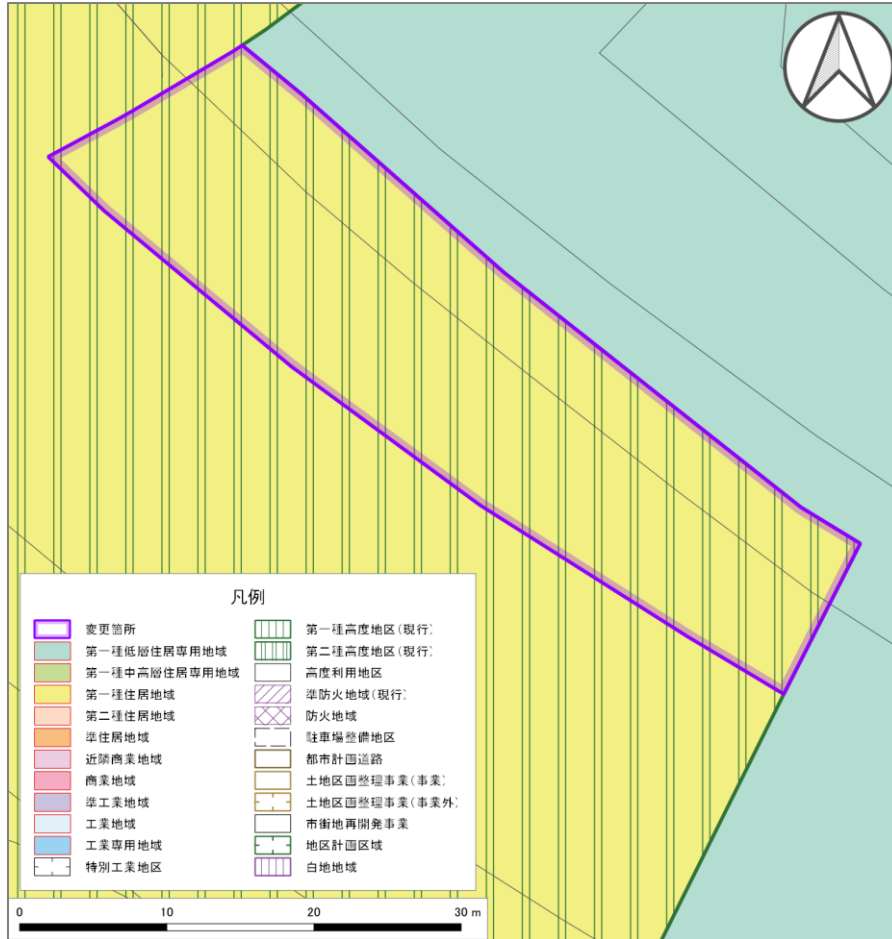 凡例
変更箇所
第一種低層住居専用地域
第一種中高層住居専用地域
第一種住居地域
第二種住居地域
準住居地域
近隣商業地域
商業地域
準工業地域
工業地域
工業専用地域
特別工業地区
第一種高度地区(現行)
第二種高度地区(現行)
高度利用地区
準防火地域(現行)
防火地域
駐車場整備地区
都市計画道路
土地区画整理事業(事業)
土地区画整理事業(事業外)
市街地再開発事業
地区計画区域
白地地域
0 10 20 30 m